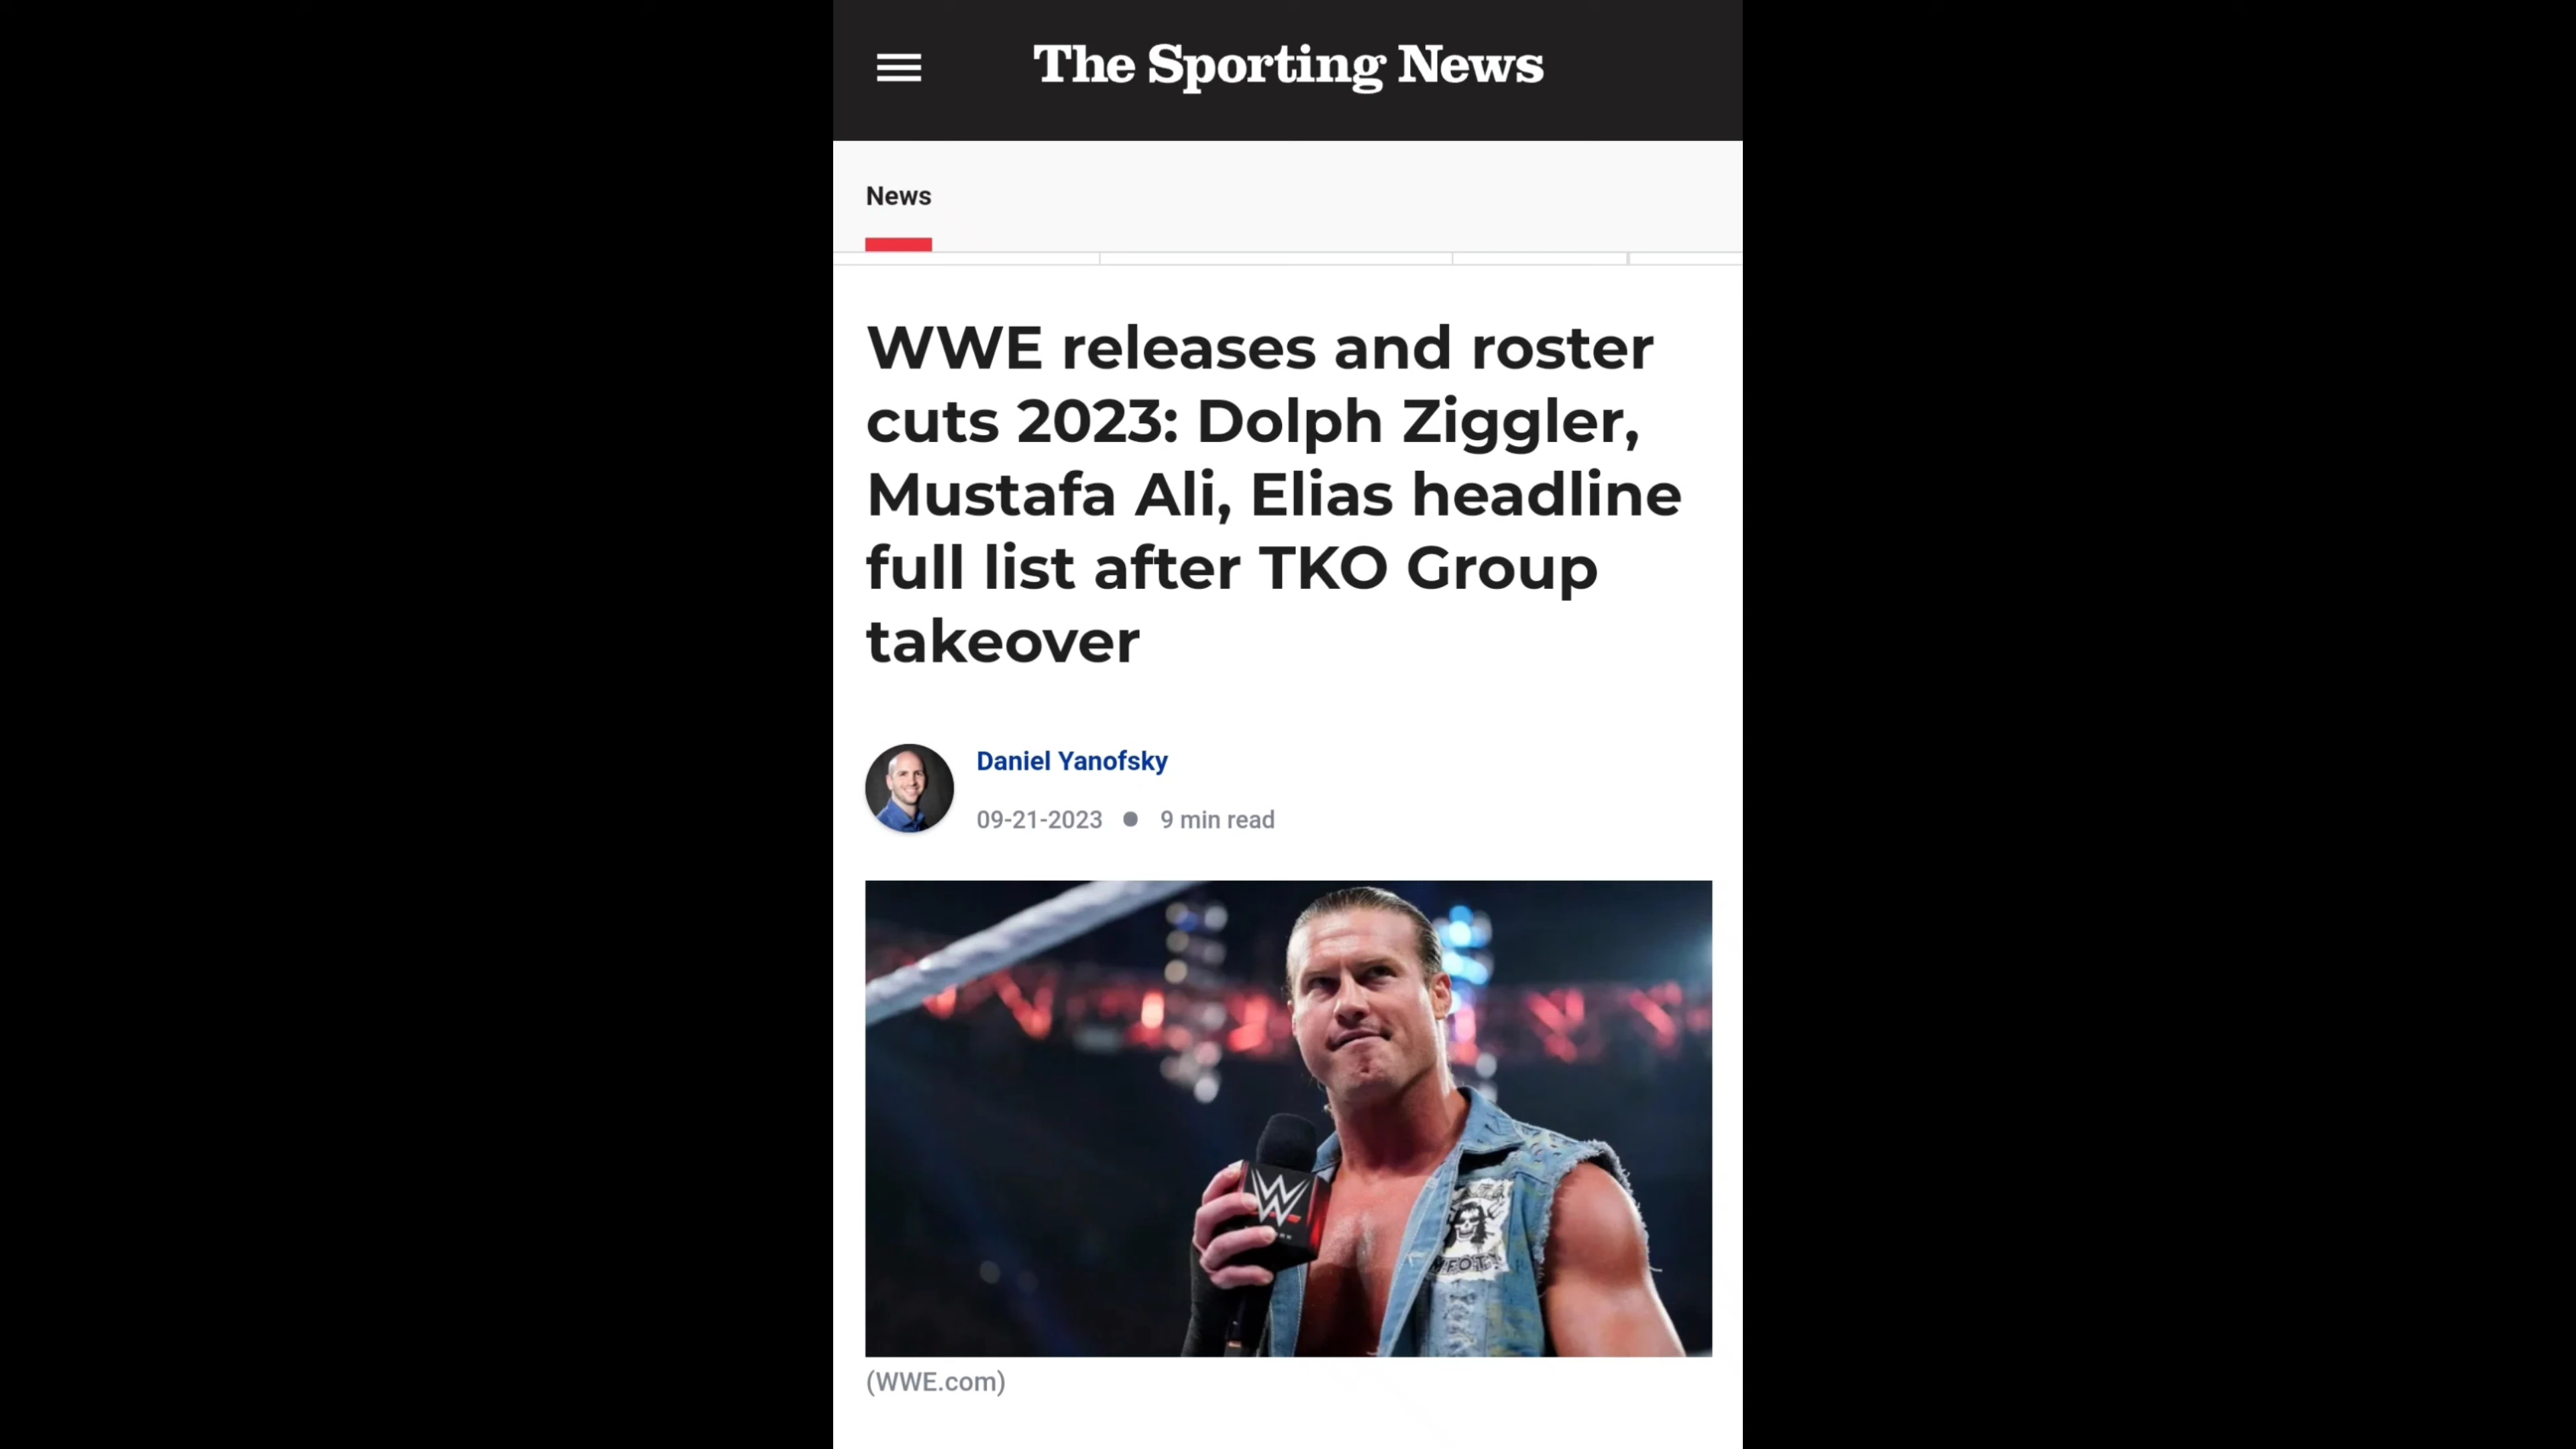 The Sporting News
News
WWE releases and roster
cuts 2023: Dolph Ziggler,
Mustafa Ali, Elias headline
full list after TKO Group
takeover
Daniel Yanofsky
09-21-2023 ● 9 min read
W
(WWE.com)